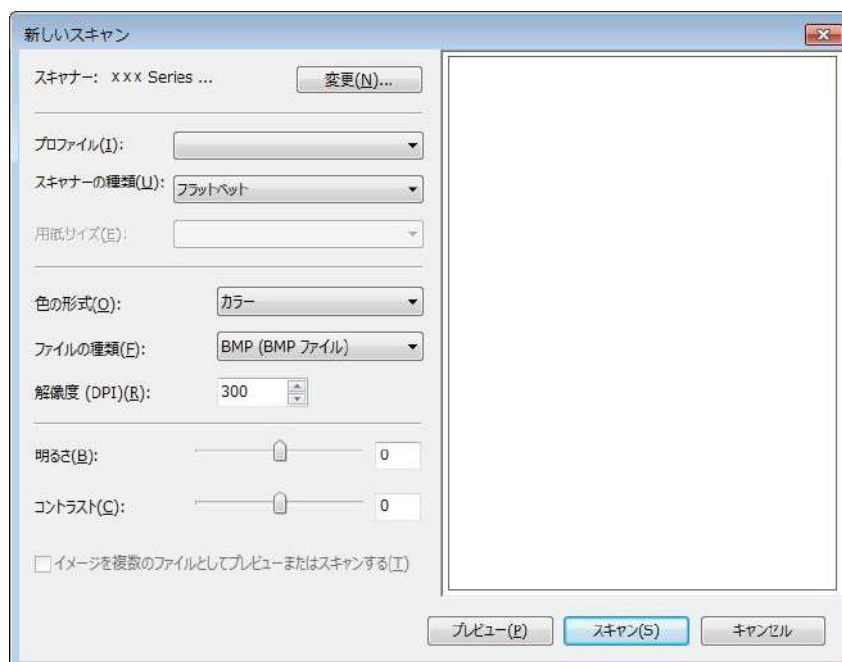 新しいスキャン
スキャナー: xxx Series ...
変更(N)...
プロファイル(I):
スキャナーの種類(U): フラットベット
用紙サイズ(E):
色の形式(O): カラー
ファイルの種類(F): BMP (BMP ファイル)
解像度 (DPI)(R): 300
明るさ(B): 0
コントラスト(C): 0
イメージを複数のファイルとしてプレビューまたはスキャンする(T)
プレビュー(P) スキャン(S) キャンセル